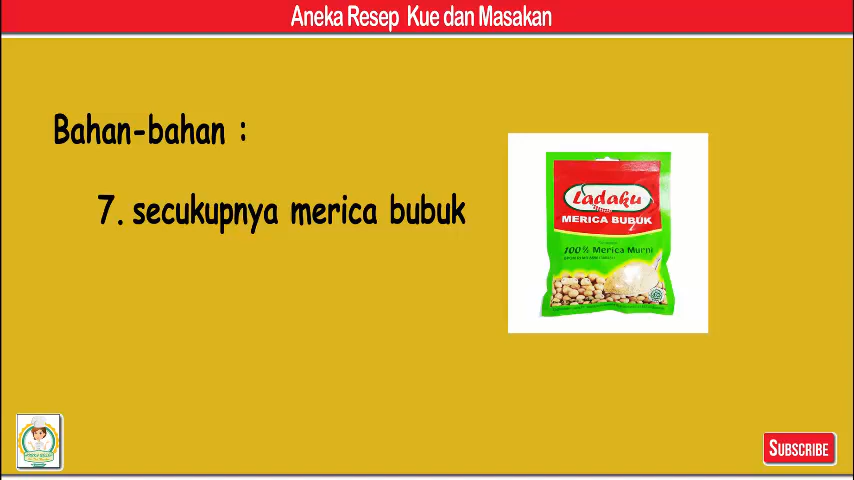 Aneka Resep Kue dan Masakan
Bahan-bahan :
7. secukupnya merica bubuk
Ladaku
MERICA BUBUK
100% Merica Murni
SUBSCRIBE